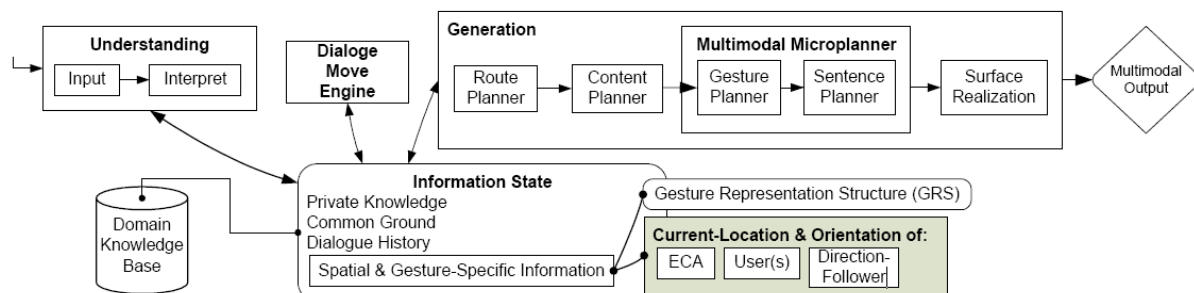 Understanding
Input
Interpret
Dialoge
Move
Engine
Generation
Route
Planner
Content
Planner
Multimodal Microplanner
Gesture
Planner
Sentence
Planner
Surface
Realization
Multimodal
Output
Domain
Knowledge
Base
Information State
Private Knowledge
Common Ground
Dialogue History
Spatial & Gesture-Specific Information
Gesture Representation Structure (GRS)
Current-Location & Orientation of:
ECA
User(s)
Direction-
Follower